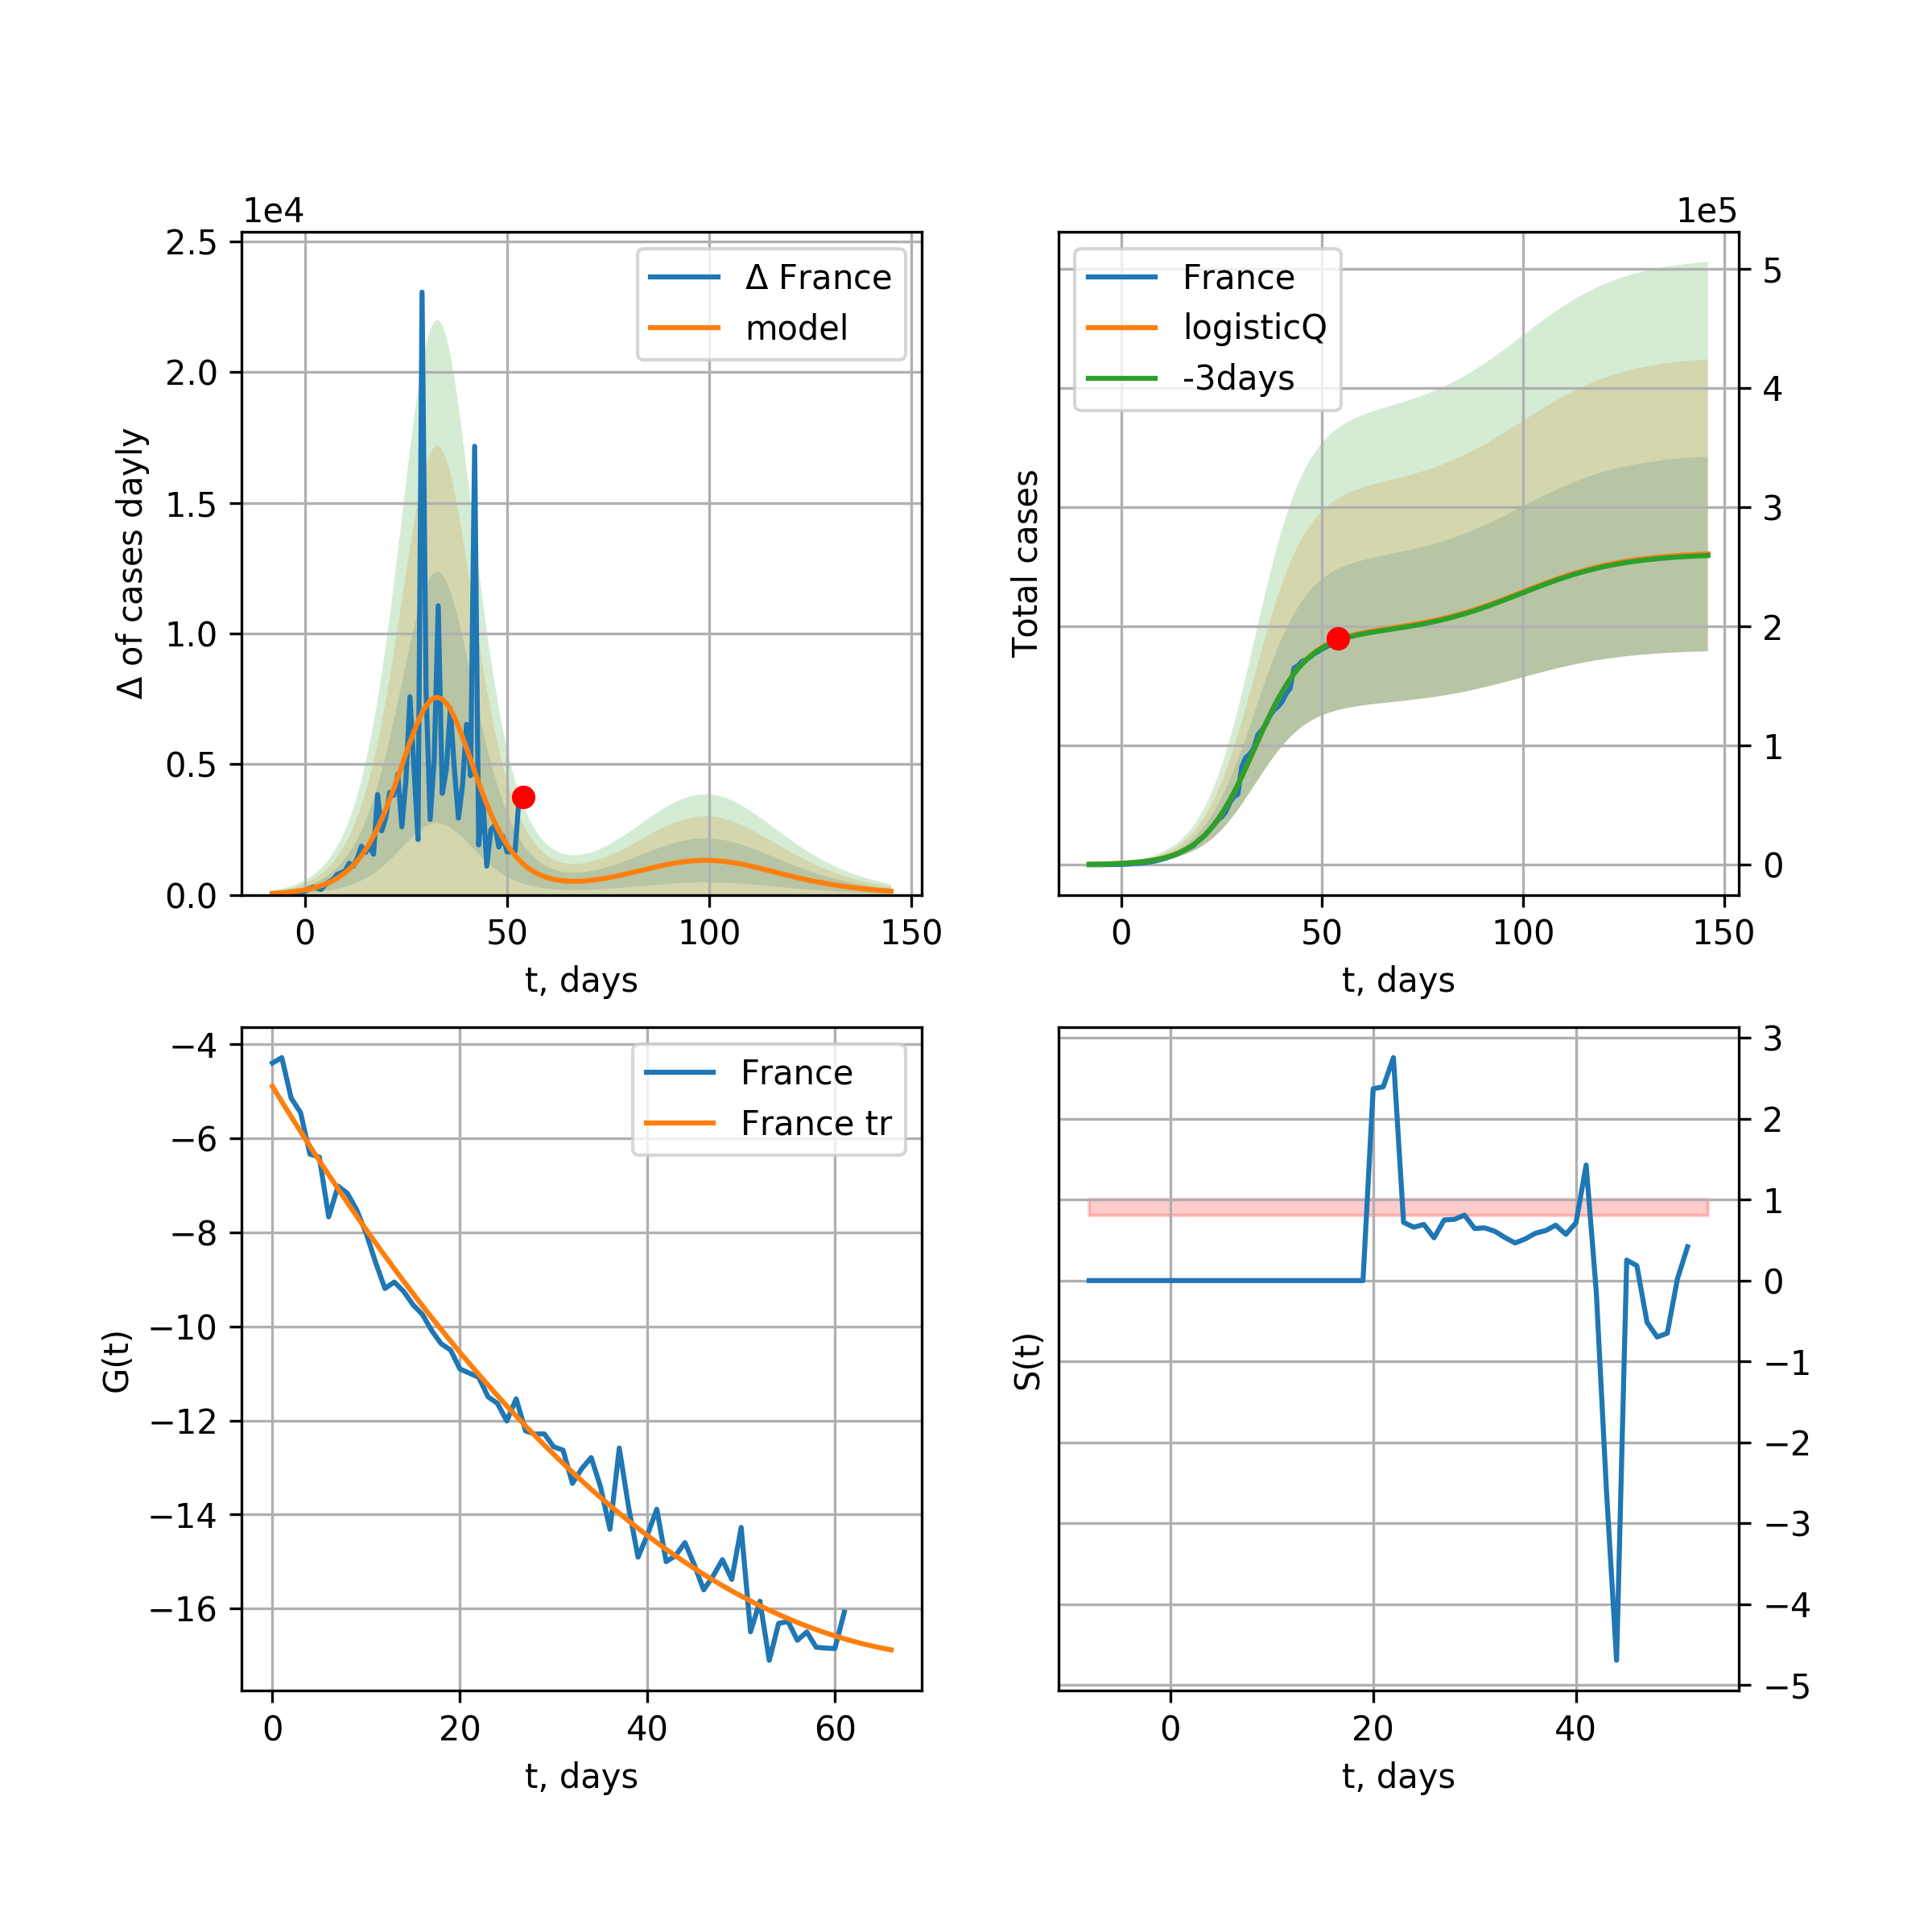 1e4
2.5
2.0
1.5
1.0
0.5
0.0
Δ of cases dayly
Δ France
model
0 50 100 150
t, days
1e5
France
logisticQ
-3days
Total cases
5
4
3
2
1
0
0 50 100 150
t, days
−4
−6
−8
−10
−12
−14
−16
G(t)
France
France tr
0 20 40 60
t, days
S(t)
3
2
1
0
−1
−2
−3
−4
−5
0 20 40
t, days